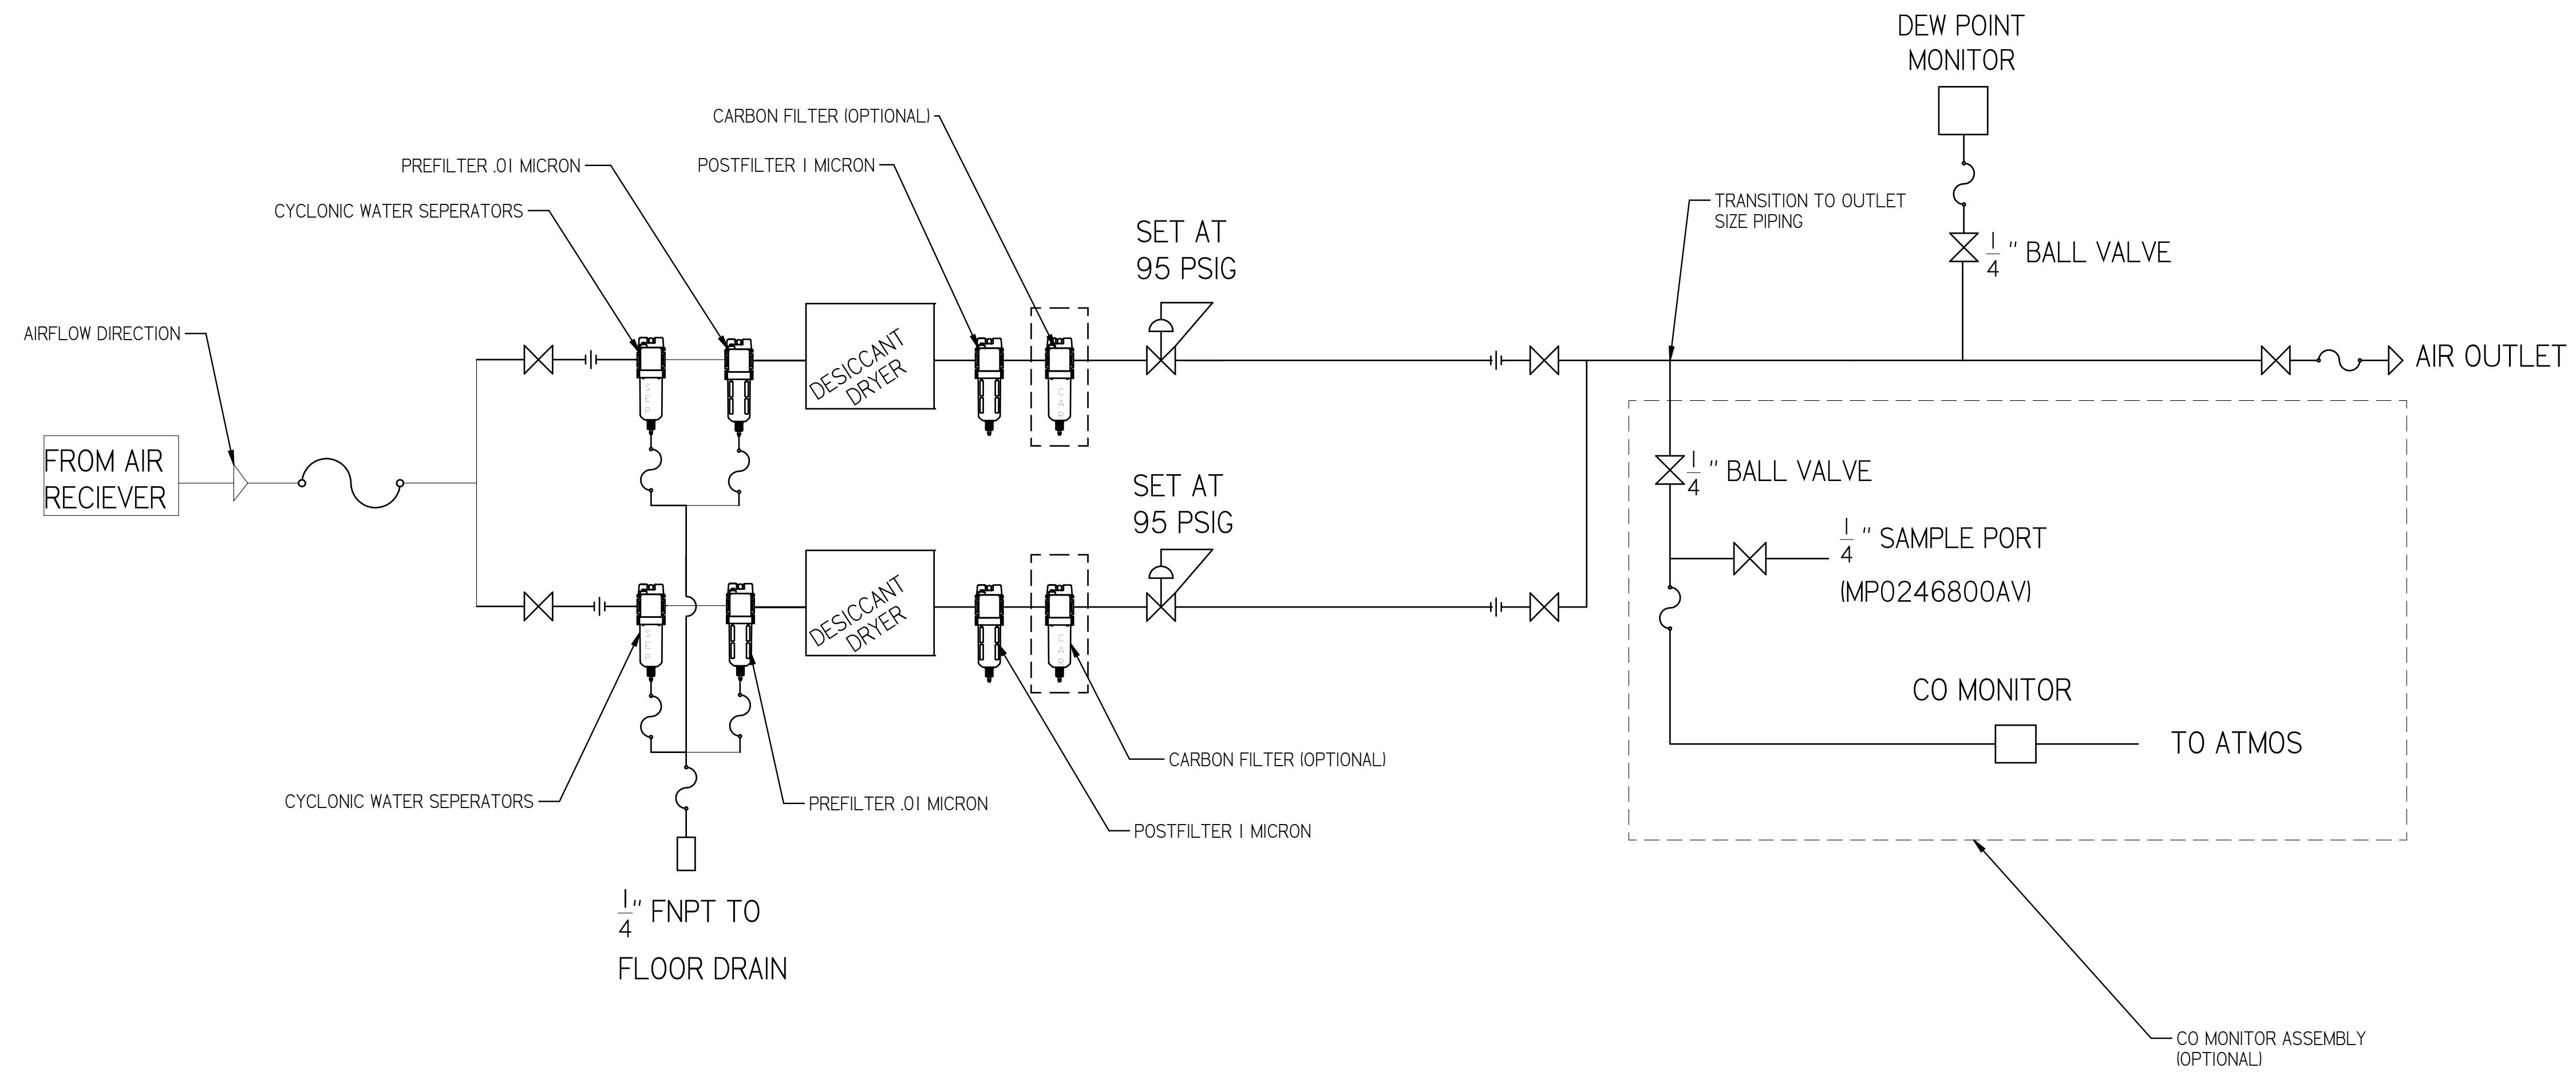 DEW POINT
MONITOR
CARBON FILTER (OPTIONAL)
PREFILTER .01 MICRON
POSTFILTER 1 MICRON
CYCLONIC WATER SEPERATORS
TRANSITION TO OUTLET
SIZE PIPING
SET AT
95 PSIG
1/4 " BALL VALVE
AIRFLOW DIRECTION
DESICCANT
DRYER
SEP
CAR
AIR OUTLET
FROM AIR
RECIEVER
1/4 " BALL VALVE
SET AT
95 PSIG
1/4 " SAMPLE PORT
(MP0246800AV)
DESICCANT
DRYER
SEP
CAR
CO MONITOR
TO ATMOS
CARBON FILTER (OPTIONAL)
CYCLONIC WATER SEPERATORS
PREFILTER .01 MICRON
POSTFILTER 1 MICRON
1/4" FNPT TO
FLOOR DRAIN
CO MONITOR ASSEMBLY
(OPTIONAL)